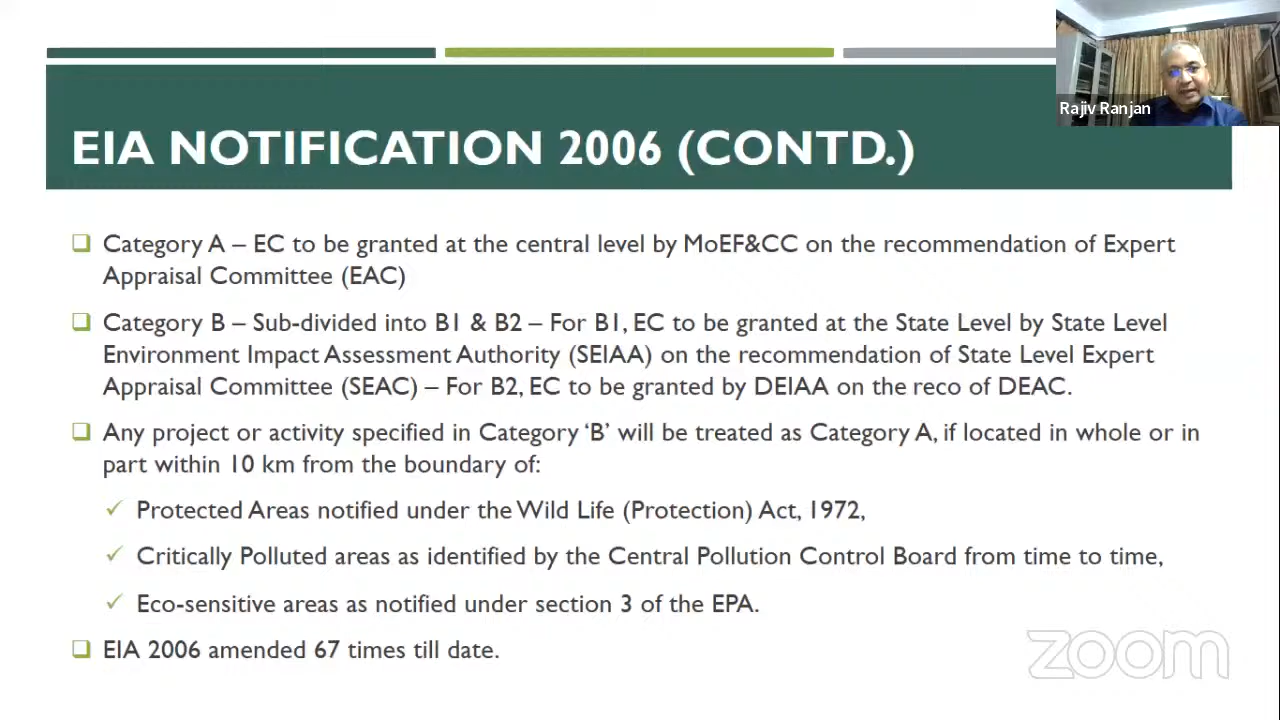 Rajiv Ranjan
EIA NOTIFICATION 2006 (CONTD.)
Category A – EC to be granted at the central level by MoEF&CC on the recommendation of Expert
Appraisal Committee (EAC)
Category B – Sub-divided into B1 & B2 – For B1, EC to be granted at the State Level by State Level
Environment Impact Assessment Authority (SEIAA) on the recommendation of State Level Expert
Appraisal Committee (SEAC) – For B2, EC to be granted by DEIAA on the reco of DEAC.
Any project or activity specified in Category ‘B’ will be treated as Category A, if located in whole or in
part within 10 km from the boundary of:
Protected Areas notified under the Wild Life (Protection) Act, 1972,
Critically Polluted areas as identified by the Central Pollution Control Board from time to time,
Eco-sensitive areas as notified under section 3 of the EPA.
EIA 2006 amended 67 times till date.
zoom